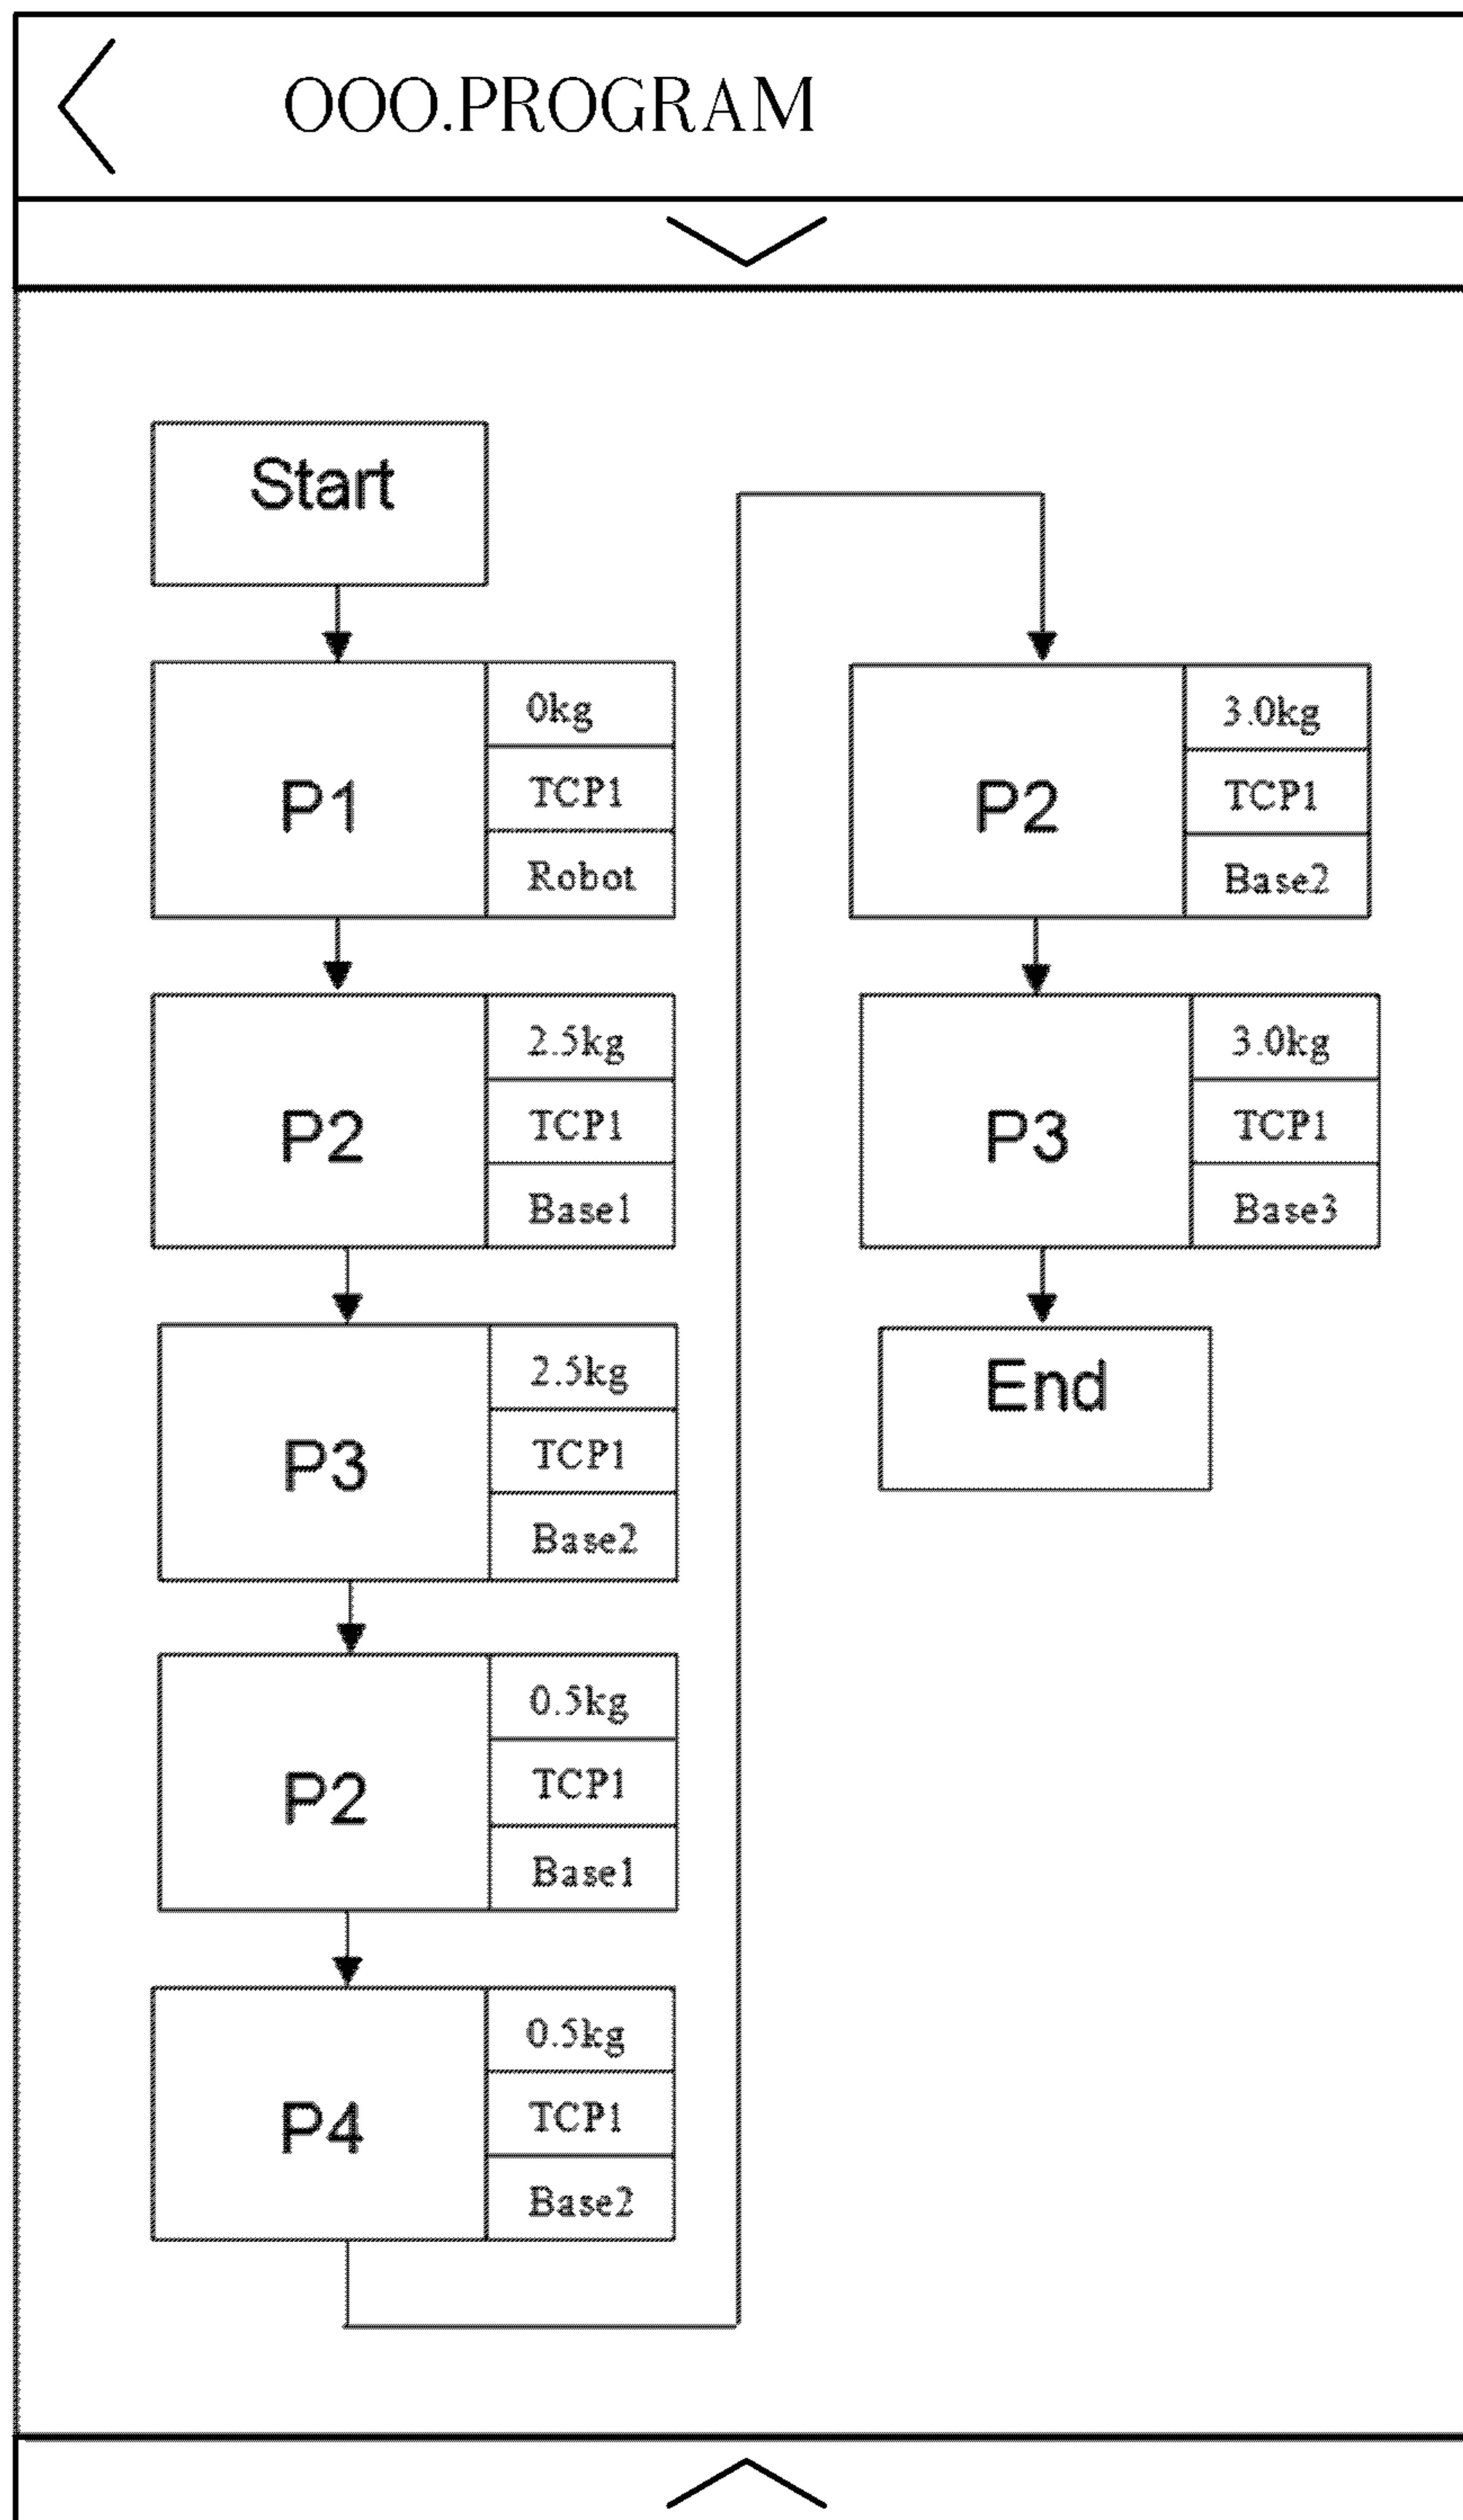 OOO.PROGRAM
Start
P1
0kg
TCP1
Robot
P2
2.5kg
TCP1
Base1
P3
2.5kg
TCP1
Base2
P2
0.5kg
TCP1
Base1
P4
0.5kg
TCP1
Base2
P2
3.0kg
TCP1
Base2
P3
3.0kg
TCP1
Base3
End